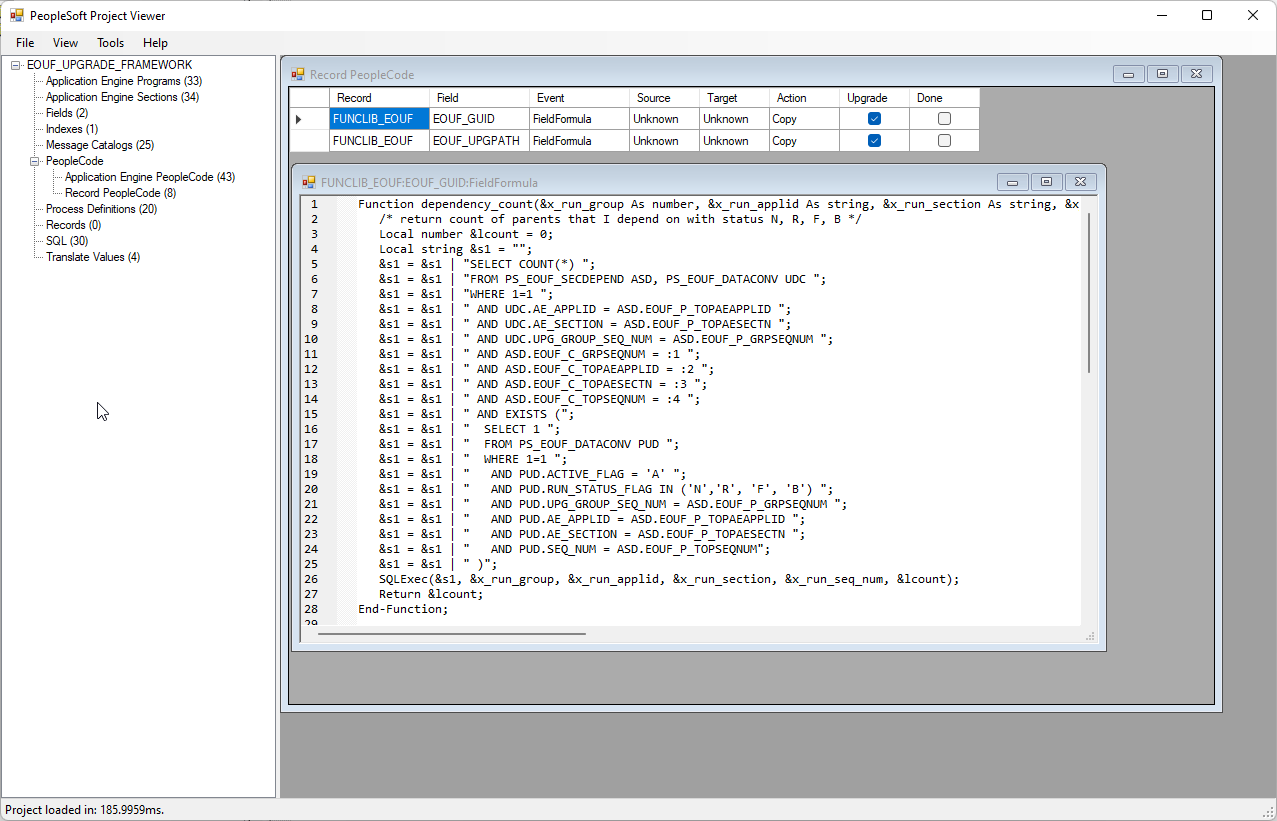 PeopleSoft Project Viewer
File View Tools Help
EOUF_UPGRADE_FRAMEWORK
Application Engine Programs (33)
Application Engine Sections (34)
Fields (2)
Indexes (1)
Message Catalogs (25)
PeopleCode
Application Engine PeopleCode (43)
Record PeopleCode (8)
Process Definitions (20)
Records (0)
SQL (30)
Translate Values (4)
Record PeopleCode
Record Field Event Source Target Action Upgrade Done
FUNCLIB_EOUF EOUF_GUID FieldFormula Unknown Unknown Copy
FUNCLIB_EOUF EOUF_UPGPATH FieldFormula Unknown Unknown Copy
FUNCLIB_EOUF:EOUF_GUID:FieldFormula
1 Function dependency_count(&x_run_group As number, &x_run_applid As string, &x_run_section As string, &x
2 /* return count of parents that I depend on with status N, R, F, B */
3 Local number &lcount = 0;
4 Local string &s1 = "";
5 &s1 = &s1 | "SELECT COUNT(*) ";
6 &s1 = &s1 | "FROM PS_EOUF_SECDEPEND ASD, PS_EOUF_DATACONV UDC ";
7 &s1 = &s1 | "WHERE 1=1 ";
8 &s1 = &s1 | " AND UDC.AE_APPLID = ASD.EOUF_P_TOPAEAPPLID ";
9 &s1 = &s1 | " AND UDC.AE_SECTION = ASD.EOUF_P_TOPAESECTN ";
10 &s1 = &s1 | " AND UDC.UPG_GROUP_SEQ_NUM = ASD.EOUF_P_GRPSEQNUM ";
11 &s1 = &s1 | " AND ASD.EOUF_C_GRPSEQNUM = :1 ";
12 &s1 = &s1 | " AND ASD.EOUF_C_TOPAEAPPLID = :2 ";
13 &s1 = &s1 | " AND ASD.EOUF_C_TOPAESECTN = :3 ";
14 &s1 = &s1 | " AND ASD.EOUF_C_TOPSEQNUM = :4 ";
15 &s1 = &s1 | " AND EXISTS (";
16 &s1 = &s1 | "  SELECT 1 ";
17 &s1 = &s1 | "  FROM PS_EOUF_DATACONV PUD ";
18 &s1 = &s1 | "  WHERE 1=1 ";
19 &s1 = &s1 | "   AND PUD.ACTIVE_FLAG = 'A' ";
20 &s1 = &s1 | "   AND PUD.RUN_STATUS_FLAG IN ('N','R', 'F', 'B') ";
21 &s1 = &s1 | "   AND PUD.UPG_GROUP_SEQ_NUM = ASD.EOUF_P_GRPSEQNUM ";
22 &s1 = &s1 | "   AND PUD.AE_APPLID = ASD.EOUF_P_TOPAEAPPLID ";
23 &s1 = &s1 | "   AND PUD.AE_SECTION = ASD.EOUF_P_TOPAESECTN ";
24 &s1 = &s1 | "   AND PUD.SEQ_NUM = ASD.EOUF_P_TOPSEQNUM";
25 &s1 = &s1 | " )";
26 SQLExec(&s1, &x_run_group, &x_run_applid, &x_run_section, &x_run_seq_num, &lcount);
27 Return &lcount;
28 End-Function;
29
Project loaded in: 185.9959ms.